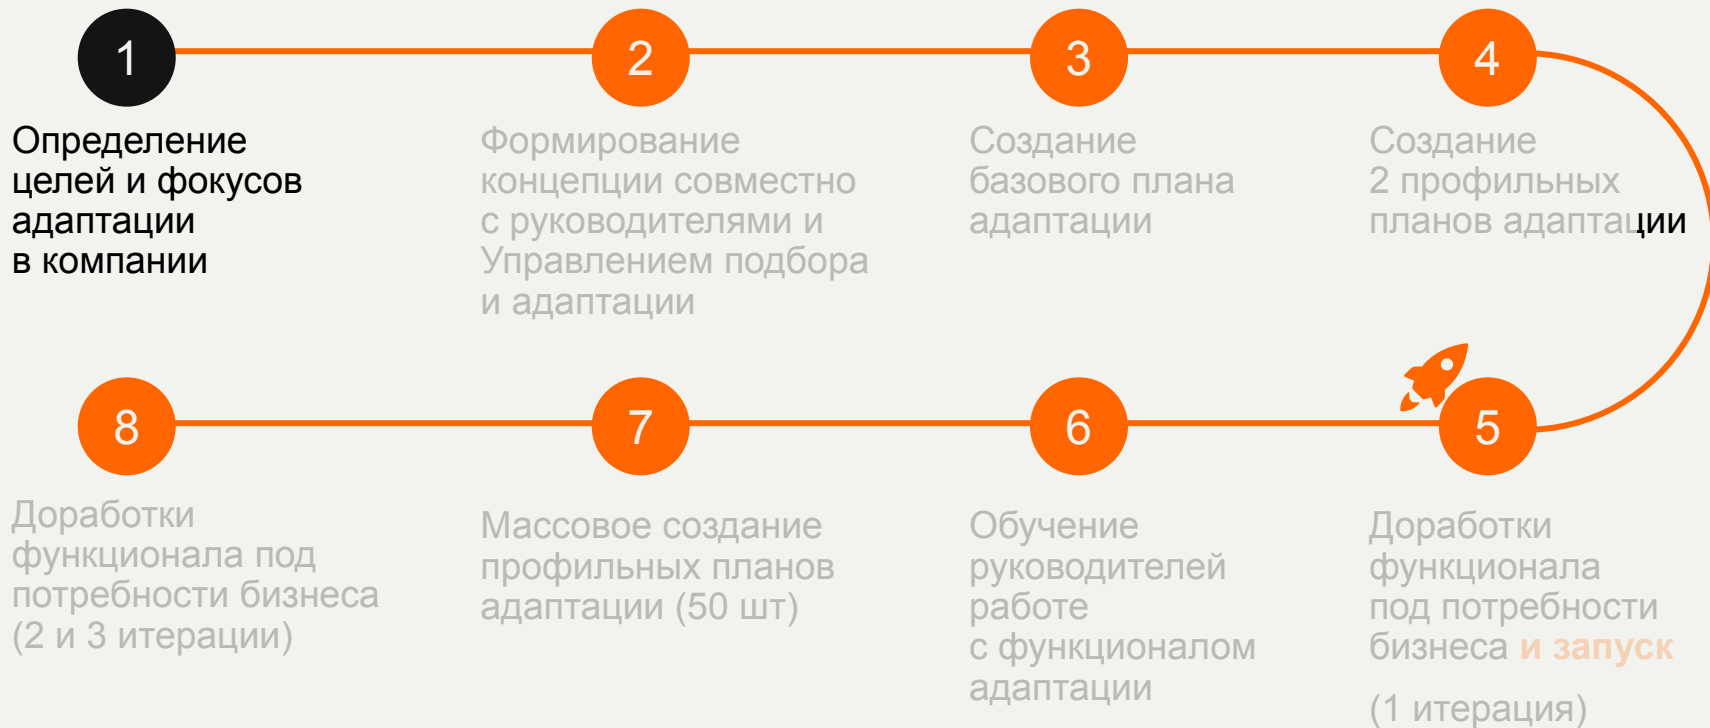 1
Определение
целей и фокусов
адаптации
в компании
2
Формирование
концепции совместно
с руководителями и
Управлением подбора
и адаптации
3
Создание
базового плана
адаптации
4
Создание
2 профильных
планов адаптации
5
Доработки
функционала
под потребности
бизнеса и запуск
(1 итерация)
6
Обучение
руководителей
работе
с функционалом
адаптации
7
Массовое создание
профильных планов
адаптации (50 шт)
8
Доработки
функционала под
потребности бизнеса
(2 и 3 итерации)